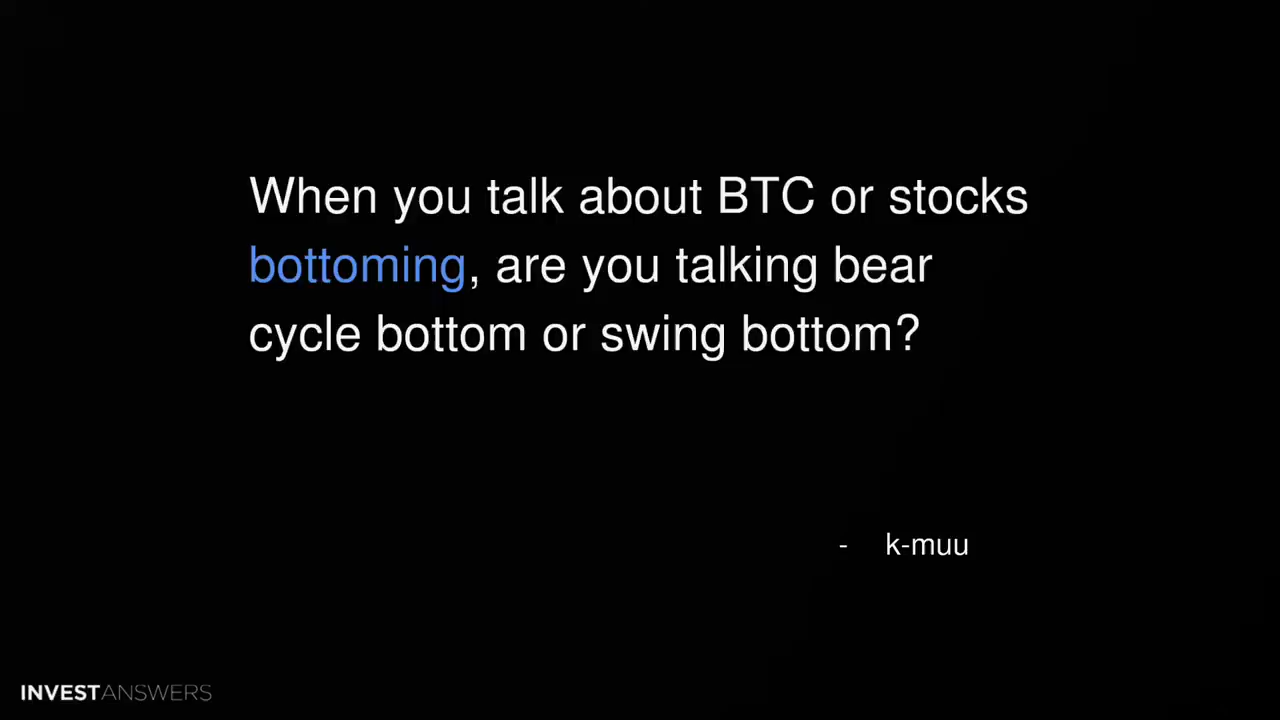 When you talk about BTC or stocks
bottoming, are you talking bear
cycle bottom or swing bottom?
- k-muu
INVESTANSWERS